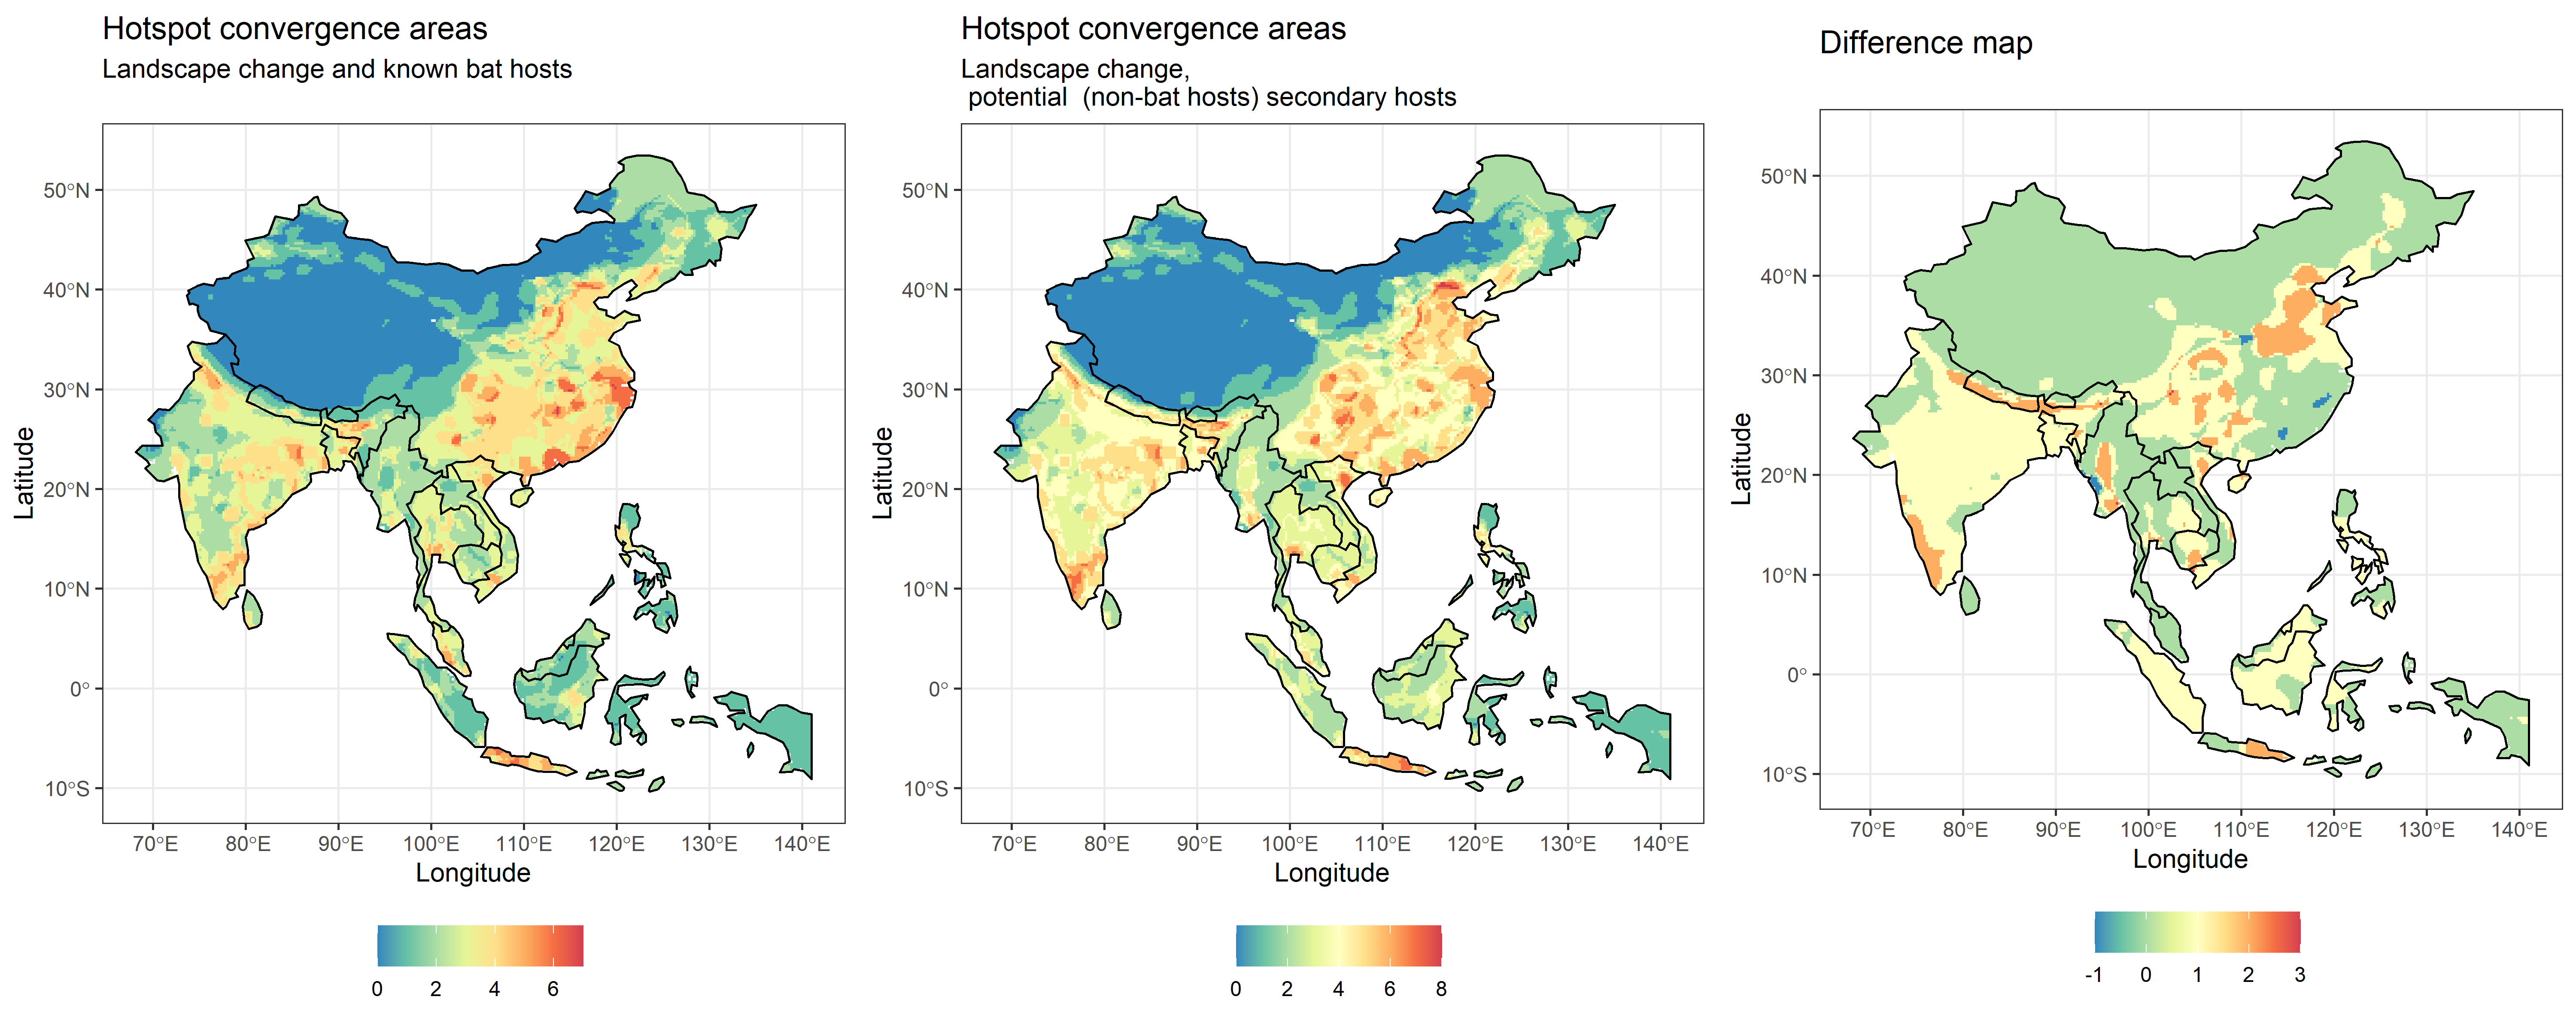 Hotspot convergence areas
Landscape change and known bat hosts
50°N
40°N
30°N
20°N
10°N
0°
10°S
Latitude
70°E 80°E 90°E 100°E 110°E 120°E 130°E 140°E
Longitude
0 2 4 6
Hotspot convergence areas
Landscape change,
potential (non-bat hosts) secondary hosts
50°N
40°N
30°N
20°N
10°N
0°
10°S
Latitude
70°E 80°E 90°E 100°E 110°E 120°E 130°E 140°E
Longitude
0 2 4 6 8
Difference map
50°N
40°N
30°N
20°N
10°N
0°
10°S
Latitude
70°E 80°E 90°E 100°E 110°E 120°E 130°E 140°E
Longitude
-1 0 1 2 3